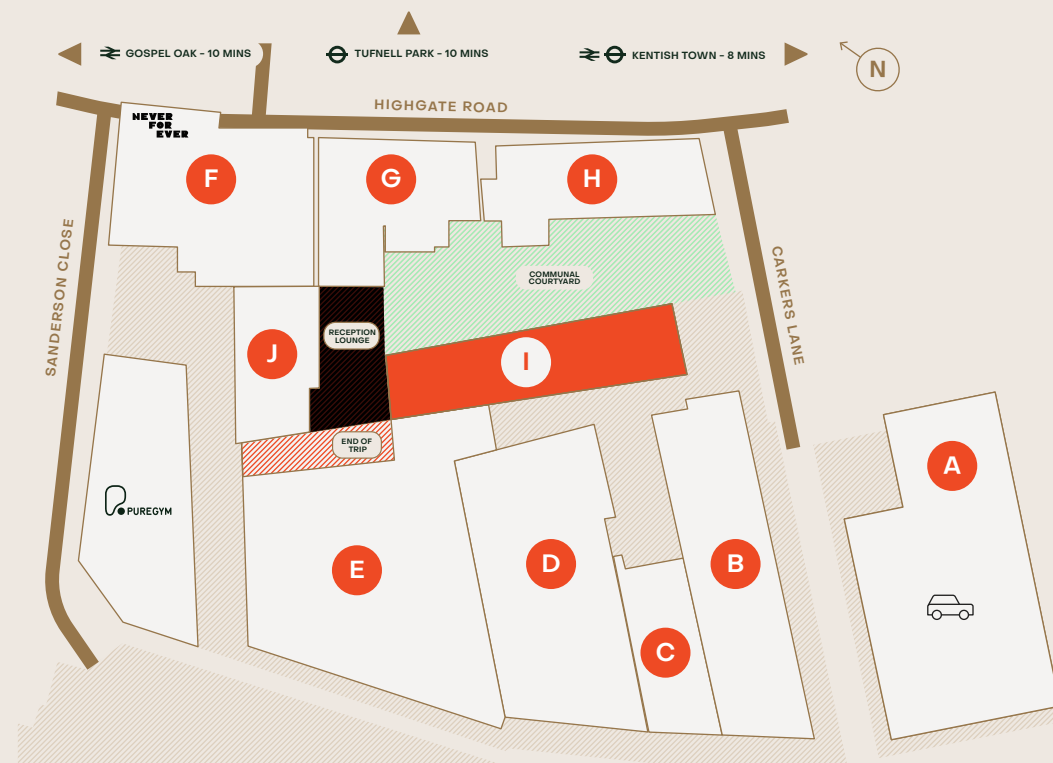 GOSPEL OAK - 10 MINS
TUFNELL PARK - 10 MINS
KENTISH TOWN - 8 MINS
N
HIGHGATE ROAD
NEVER
FOR
EVER
F
G
H
SANDERSON CLOSE
CARKERS LANE
COMMUNAL
COURTYARD
RECEPTION
LOUNGE
J
I
END OF
TRIP
A
PUREGYM
E
D
B
C